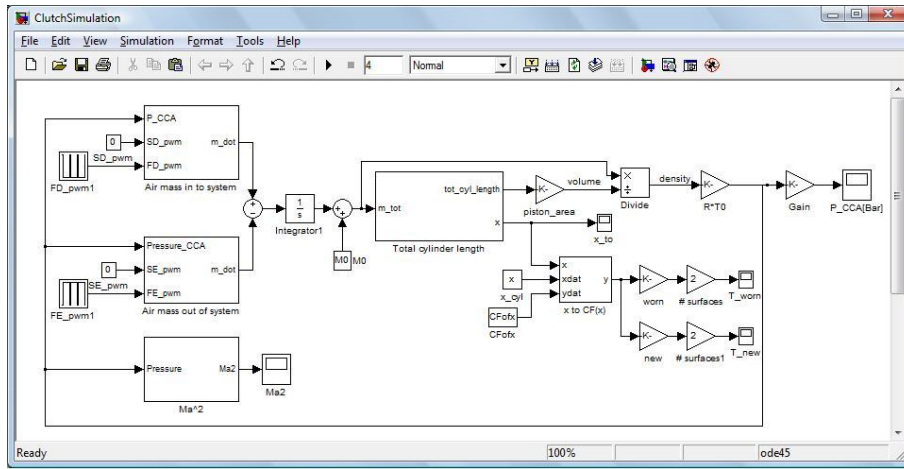 ClutchSimulation
File Edit View Simulation Format Tools Help
4 Normal
P_CCA
0 SD_pwm m_dot
SD_pwm
FD_pwm
FD_pwm1
Air mass in to system
Pressure_CCA
0 SE_pwm m_dot
SE_pwm
FE_pwm
FE_pwm1
Air mass out of system
Pressure Ma2
Ma^2
Ma2
1
s
Integrator1
M0 M0
m_tot tot_cyl_length
x
Total cylinder length
K-
piston_area
volume
×
÷
Divide
density
K-
R*T0
K-
Gain
P_CCA[Bar]
x_to
x
x_cyl
CFofx
CFofx
x
xdat y
ydat
x to CF(x)
K-
worn
2
# surfaces
T_worn
K-
new
2
# surfaces1
T_new
Ready 100% ode45